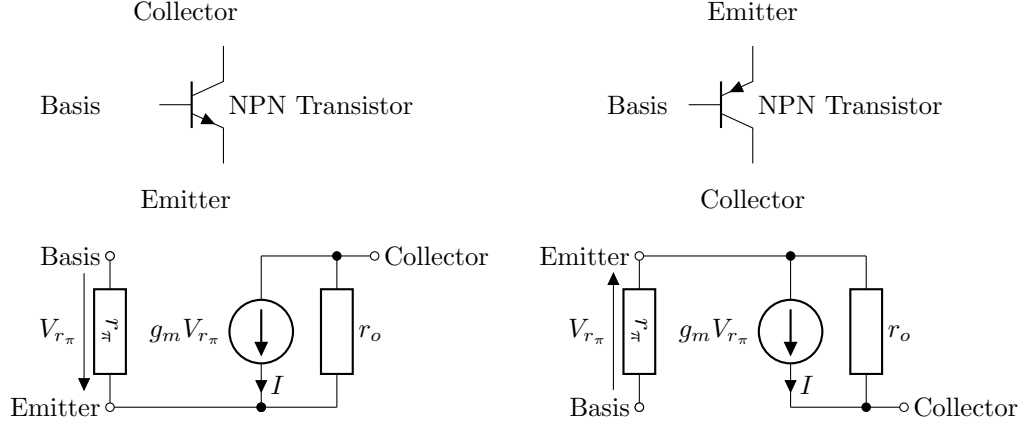 Collector
Emitter
Basis
NPN Transistor
Basis
NPN Transistor
Emitter
Collector
Basis
Collector
V_{r_π}
r_π
g_m V_{r_π}
r_o
I
Emitter
Emitter
V_{r_π}
r_π
g_m V_{r_π}
r_o
I
Basis
Collector